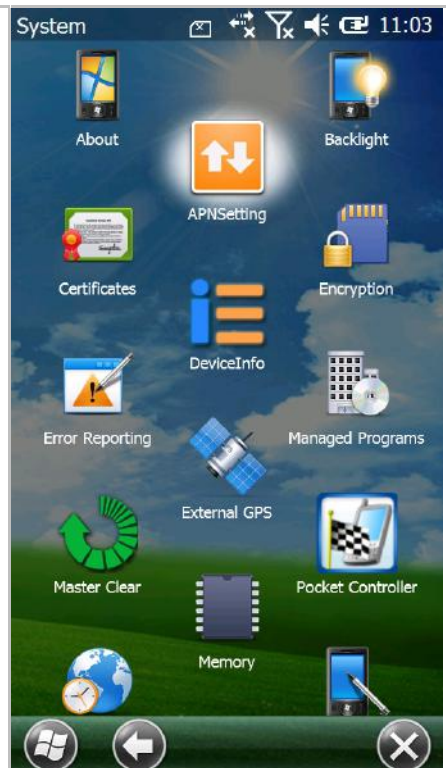 System 11:03
About
Backlight
APNSetting
Certificates
Encryption
DeviceInfo
Error Reporting
Managed Programs
External GPS
Master Clear
Pocket Controller
Memory